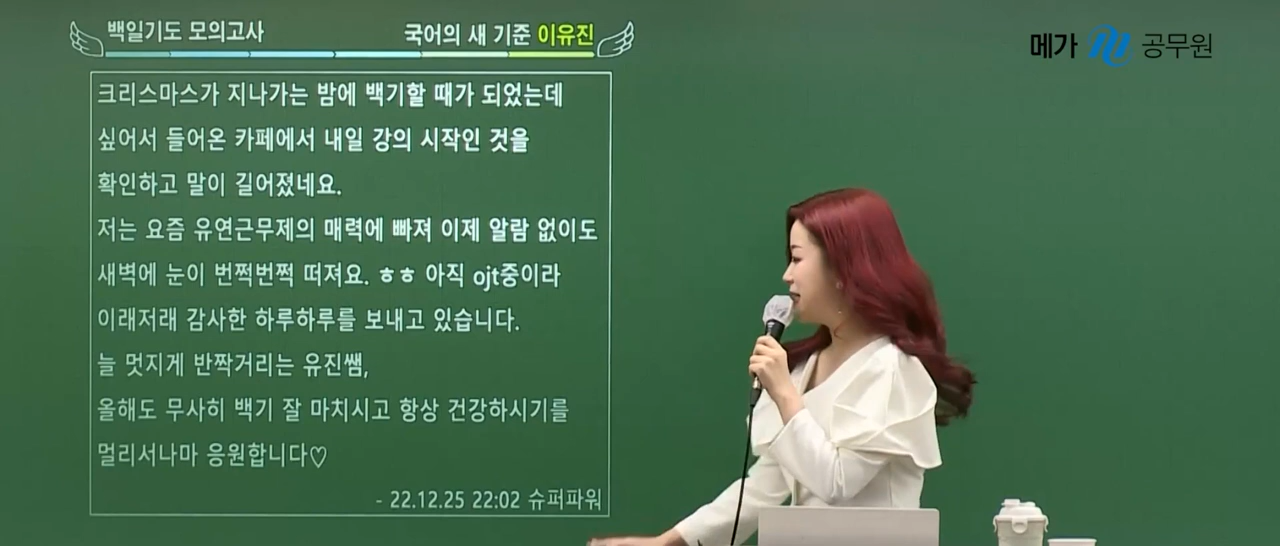 백일기도 모의고사
국어의 새 기준 이유진
메가 공무원
크리스마스가 지나가는 밤에 백기할 때가 되었는데
싶어서 들어온 카페에서 내일 강의 시작인 것을
확인하고 말이 길어졌네요.
저는 요즘 유연근무제의 매력에 빠져 이제 알람 없이도
새벽에 눈이 번쩍번쩍 떠져요. ㅎㅎ 아직 ojt중이라
이래저래 감사한 하루하루를 보내고 있습니다.
늘 멋지게 반짝거리는 유진쌤,
올해도 무사히 백기 잘 마치시고 항상 건강하시기를
멀리서나마 응원합니다♡
- 22.12.25 22:02 슈퍼파워